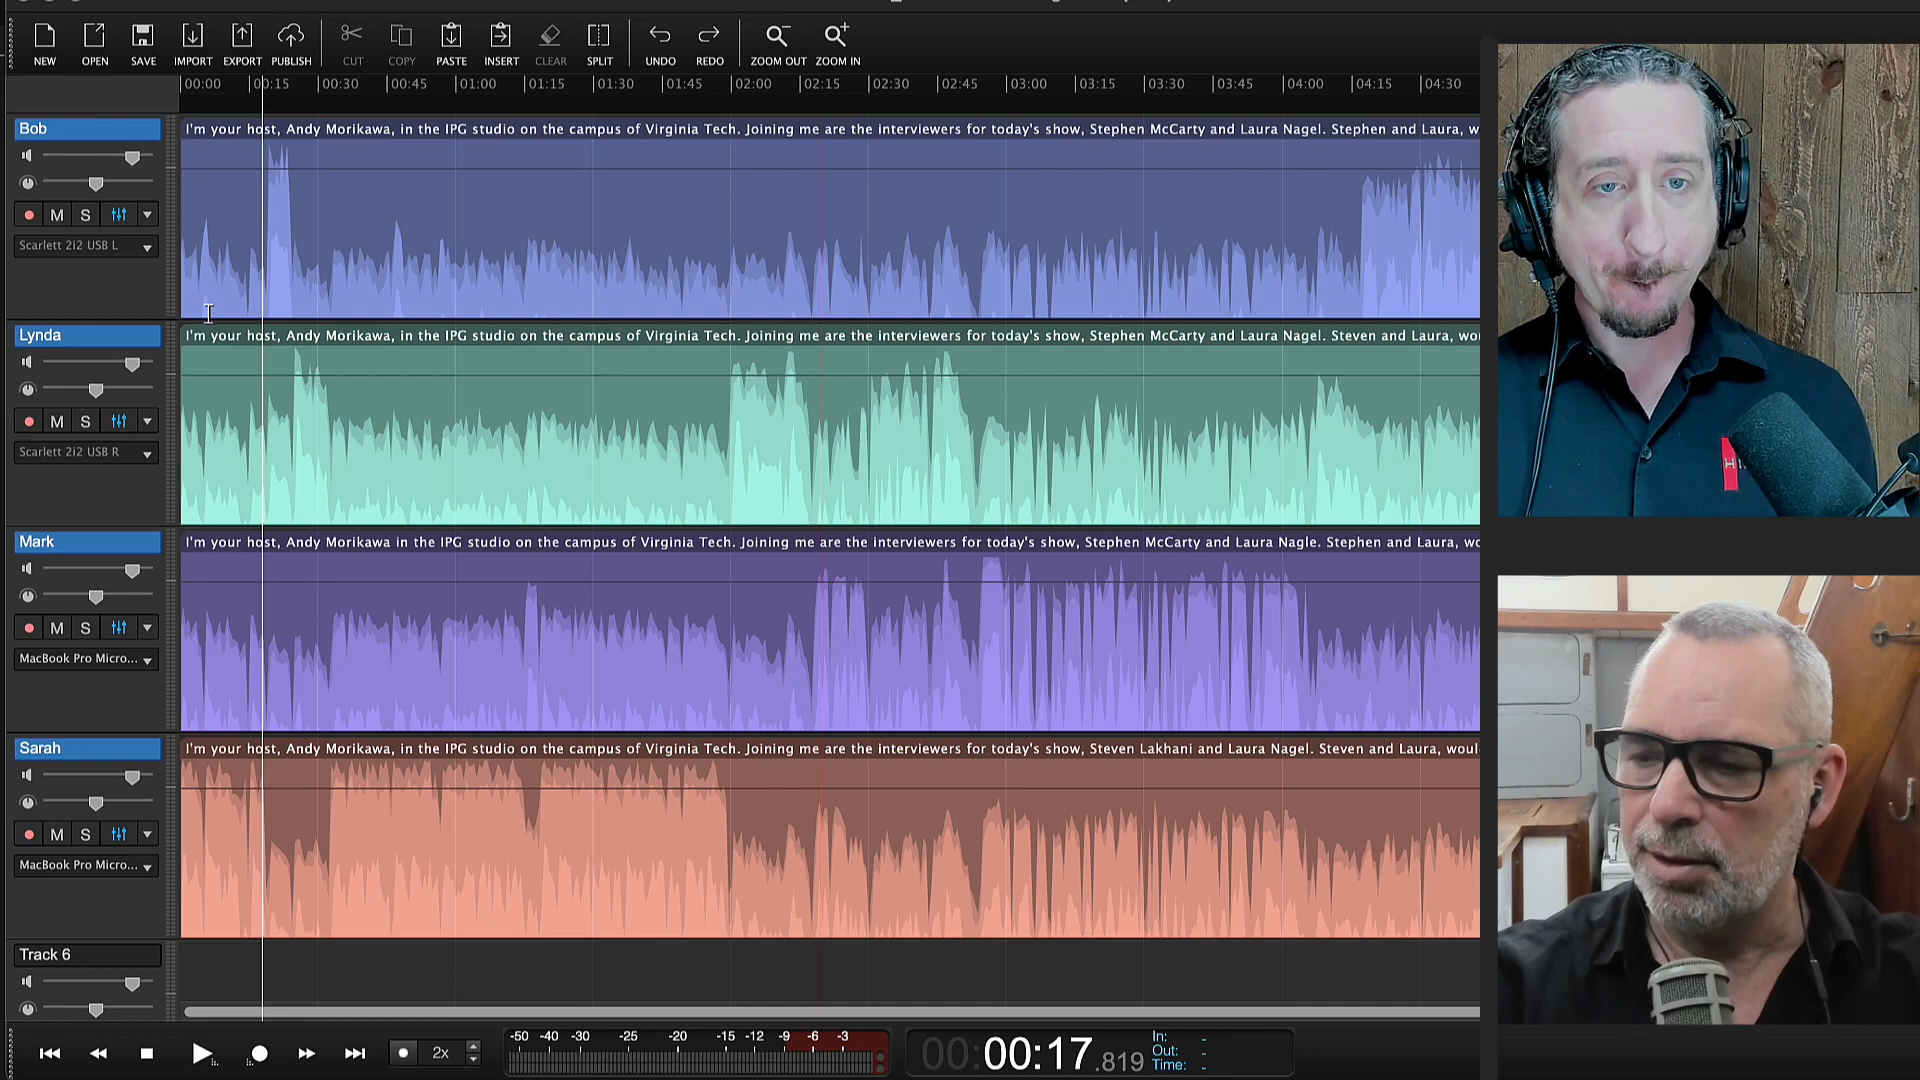 NEW OPEN SAVE IMPORT EXPORT PUBLISH CUT COPY PASTE INSERT CLEAR SPLIT UNDO REDO ZOOM OUT ZOOM IN
00:00 00:15 00:30 00:45 01:00 01:15 01:30 01:45 02:00 02:15 02:30 02:45 03:00 03:15 03:30 03:45 04:00 04:15 04:30
Bob
I'm your host, Andy Morikawa, in the IPG studio on the campus of Virginia Tech. Joining me are the interviewers for today's show, Stephen McCarty and Laura Nagel. Stephen and Laura, w
M S
Scarlett 2i2 USB L
Lynda
I'm your host, Andy Morikawa, in the IPG studio on the campus of Virginia Tech. Joining me are the interviewers for today's show, Stephen McCarty and Laura Nagel. Steven and Laura, wo
M S
Scarlett 2i2 USB R
Mark
I'm your host, Andy Morikawa in the IPG studio on the campus of Virginia Tech. Joining me are the interviewers for today's show, Stephen McCarty and Laura Nagle. Stephen and Laura, wo
M S
MacBook Pro Micro...
Sarah
I'm your host, Andy Morikawa, in the IPG studio on the campus of Virginia Tech. Joining me are the interviewers for today's show, Steven Lakhani and Laura Nagel. Steven and Laura, woul
M S
MacBook Pro Micro...
Track 6
2x
-50 -40 -30 -25 -20 -15 -12 -9 -6 -3
00:00:17.819
In: -
Out: -
Time: -